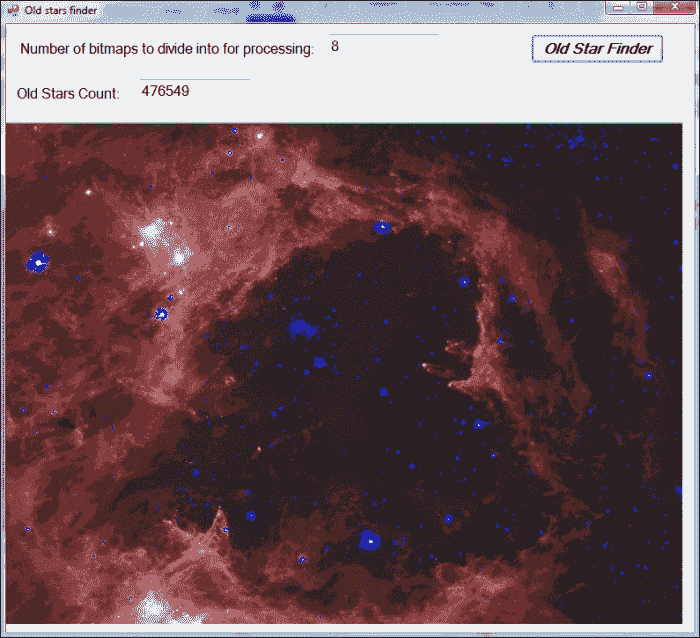 Old stars finder
Number of bitmaps to divide into for processing: 8
Old Star Finder
Old Stars Count: 476549